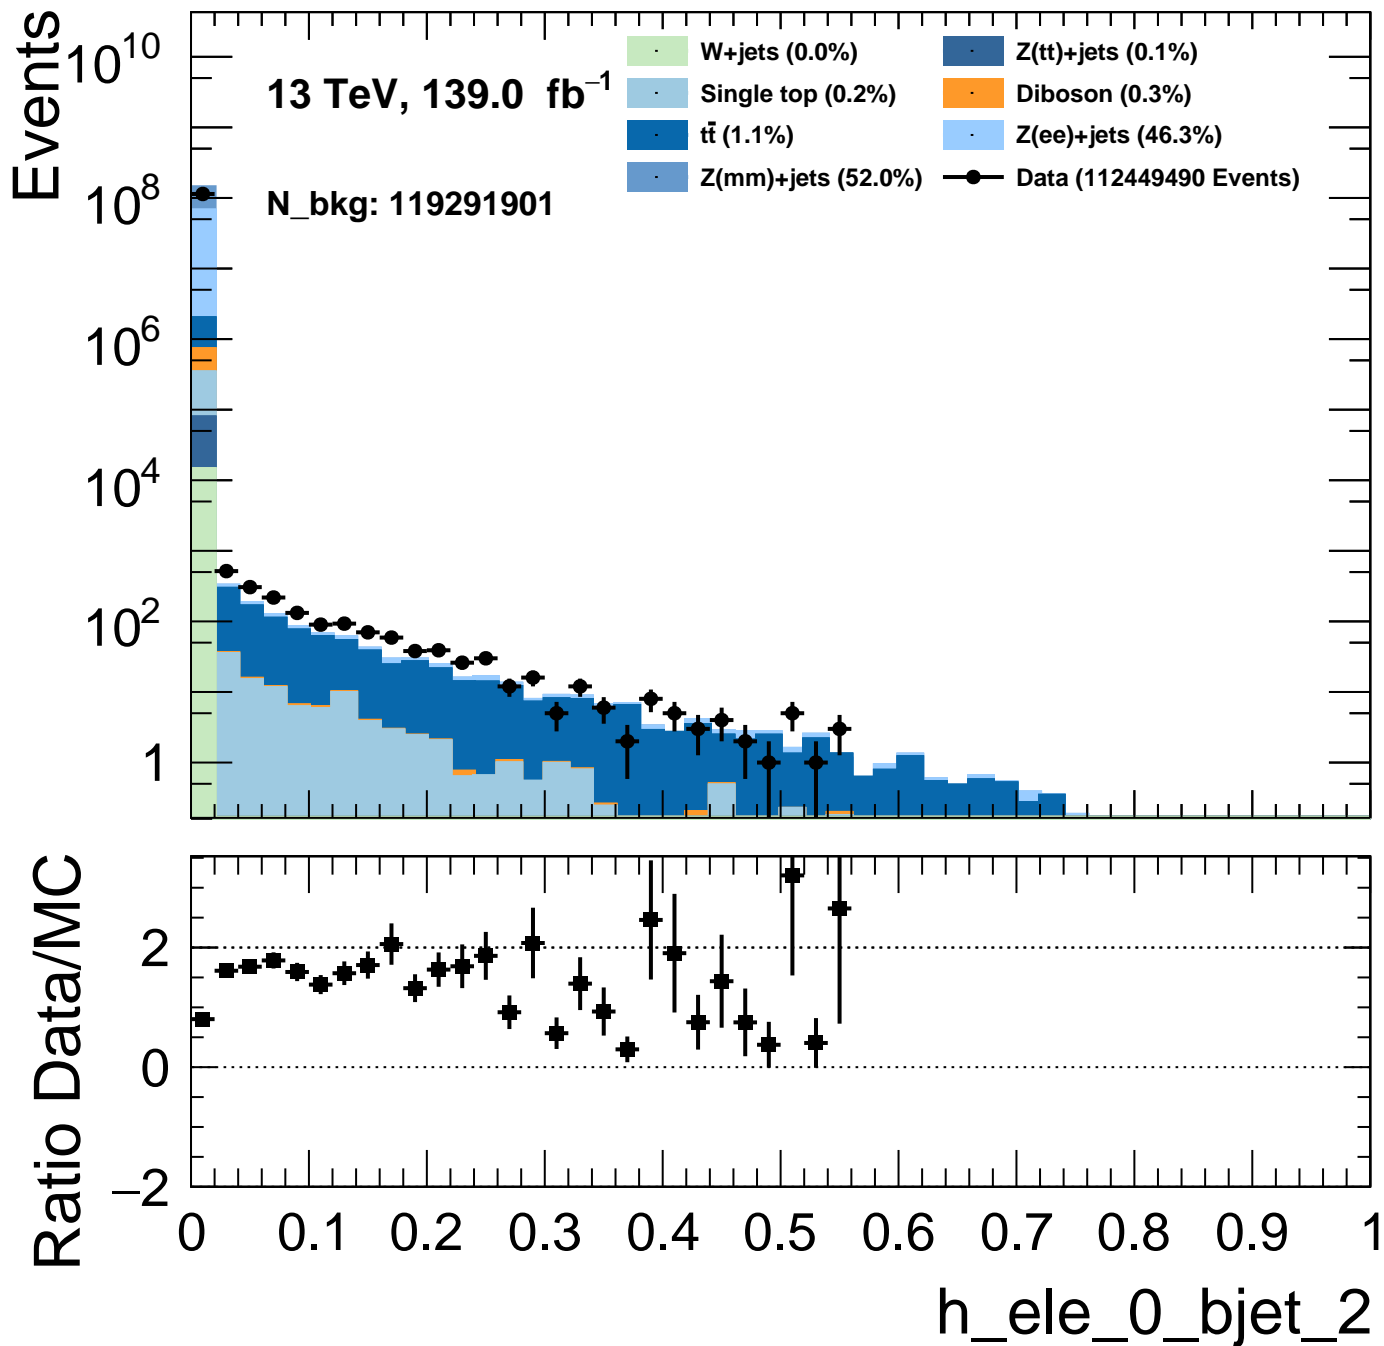 Events
10^10
10^8
10^6
10^4
10^2
1
13 TeV, 139.0 fb^−1
N_bkg: 119291901
W+jets (0.0%)
Single top (0.2%)
tt̄ (1.1%)
Z(mm)+jets (52.0%)
Z(tt)+jets (0.1%)
Diboson (0.3%)
Z(ee)+jets (46.3%)
Data (112449490 Events)
Ratio Data/MC
2
0
−2
0 0.1 0.2 0.3 0.4 0.5 0.6 0.7 0.8 0.9 1
h_ele_0_bjet_2